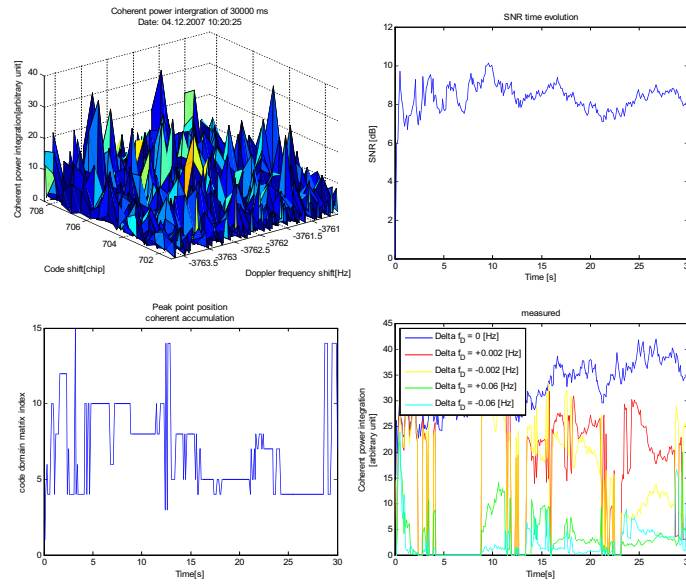 Coherent power intergration of 30000 ms
Date: 04.12.2007 10:20:25
Coherent power integration[arbitrary unit]
40
30
20
10
0
708
706
704
702
-3763.5
-3763
-3762.5
-3762
-3761.5
-3761
Code shift[chip]
Doppler frequency shift[Hz]
SNR time evolution
SNR [dB]
12
10
8
6
4
2
0
0
5
10
15
20
25
30
Time [s]
Peak point position
coherent accumulation
code domain matrix index
15
10
5
0
0
5
10
15
20
25
30
Time[s]
measured
Coherent power integration
[arbitrary unit]
45
40
35
30
25
20
15
10
5
0
Delta f_D = 0 [Hz]
Delta f_D = +0.002 [Hz]
Delta f_D = -0.002 [Hz]
Delta f_D = +0.06 [Hz]
Delta f_D = -0.06 [Hz]
0
5
10
15
20
25
30
Time[s]